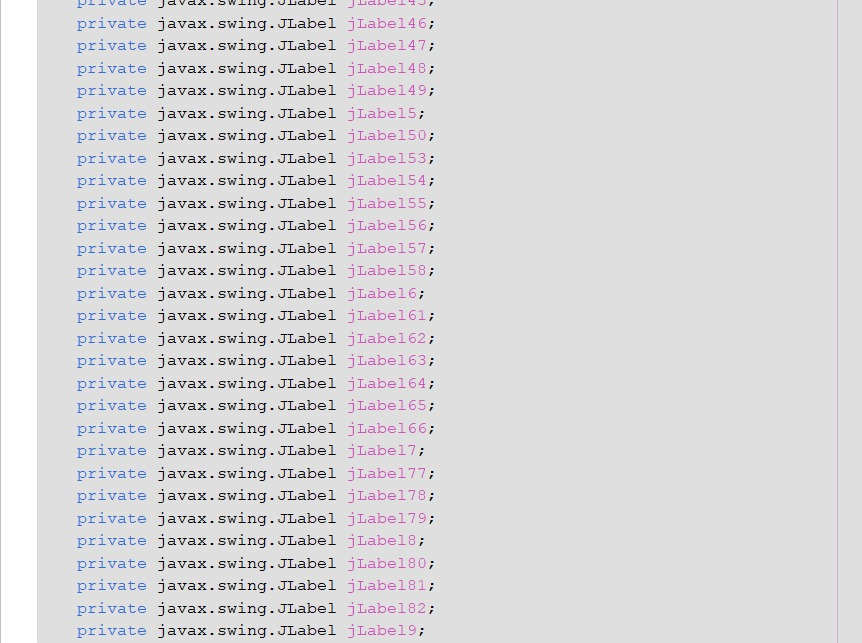 private javax.swing.JLabel jLabel45;
private javax.swing.JLabel jLabel46;
private javax.swing.JLabel jLabel47;
private javax.swing.JLabel jLabel48;
private javax.swing.JLabel jLabel49;
private javax.swing.JLabel jLabel5;
private javax.swing.JLabel jLabel50;
private javax.swing.JLabel jLabel53;
private javax.swing.JLabel jLabel54;
private javax.swing.JLabel jLabel55;
private javax.swing.JLabel jLabel56;
private javax.swing.JLabel jLabel57;
private javax.swing.JLabel jLabel58;
private javax.swing.JLabel jLabel6;
private javax.swing.JLabel jLabel61;
private javax.swing.JLabel jLabel62;
private javax.swing.JLabel jLabel63;
private javax.swing.JLabel jLabel64;
private javax.swing.JLabel jLabel65;
private javax.swing.JLabel jLabel66;
private javax.swing.JLabel jLabel7;
private javax.swing.JLabel jLabel77;
private javax.swing.JLabel jLabel78;
private javax.swing.JLabel jLabel79;
private javax.swing.JLabel jLabel8;
private javax.swing.JLabel jLabel80;
private javax.swing.JLabel jLabel81;
private javax.swing.JLabel jLabel82;
private javax.swing.JLabel jLabel9;